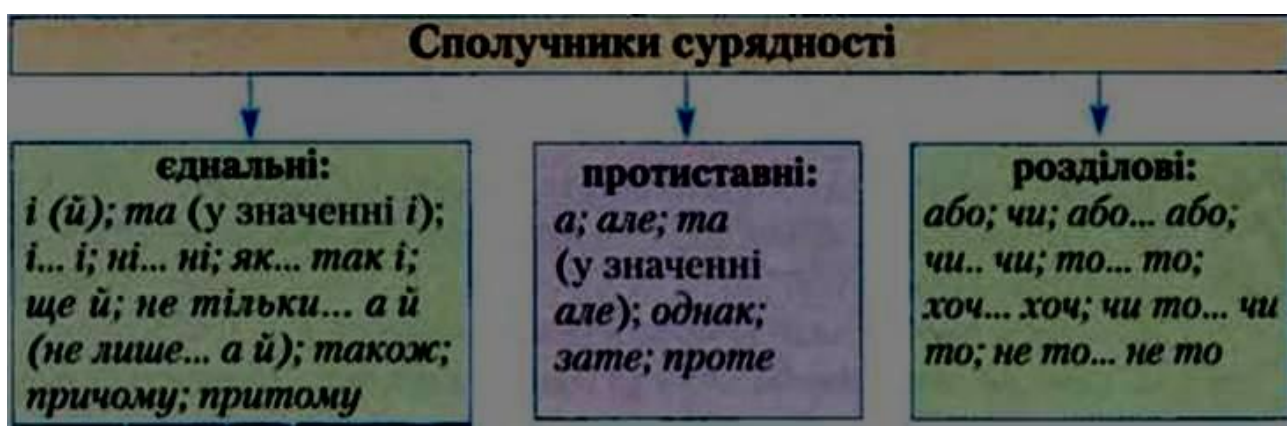 Сполучники сурядності
єднальні:
і (й); та (у значенні і);
і... і; ні... ні; як... так і;
ще й; не тільки... а й
(не лише... а й); також;
причому; притому
протиставні:
а; але; та
(у значенні
але); однак;
зате; проте
розділові:
або; чи; або... або;
чи.. чи; то... то;
хоч... хоч; чи то... чи
то; не то... не то